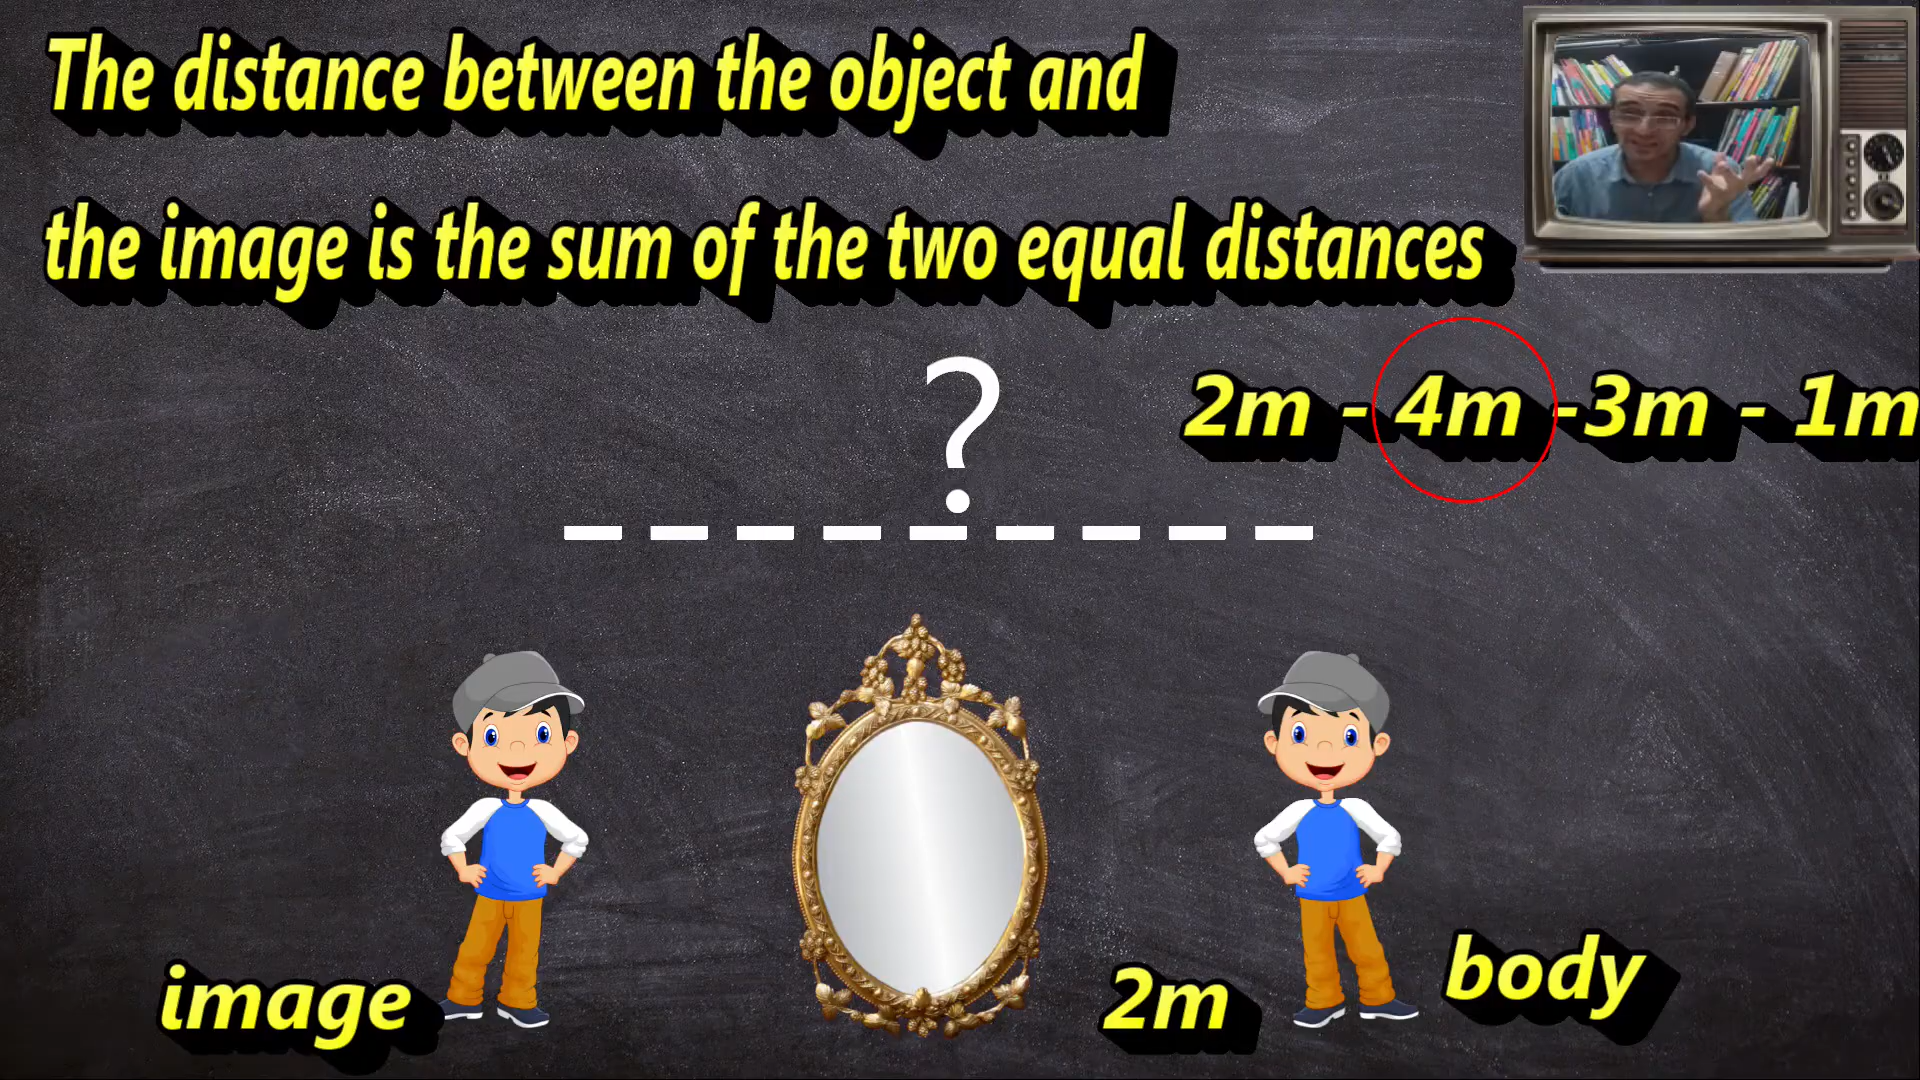 The distance between the object and
the image is the sum of the two equal distances
?
2m - 4m -3m - 1m
image
2m
body